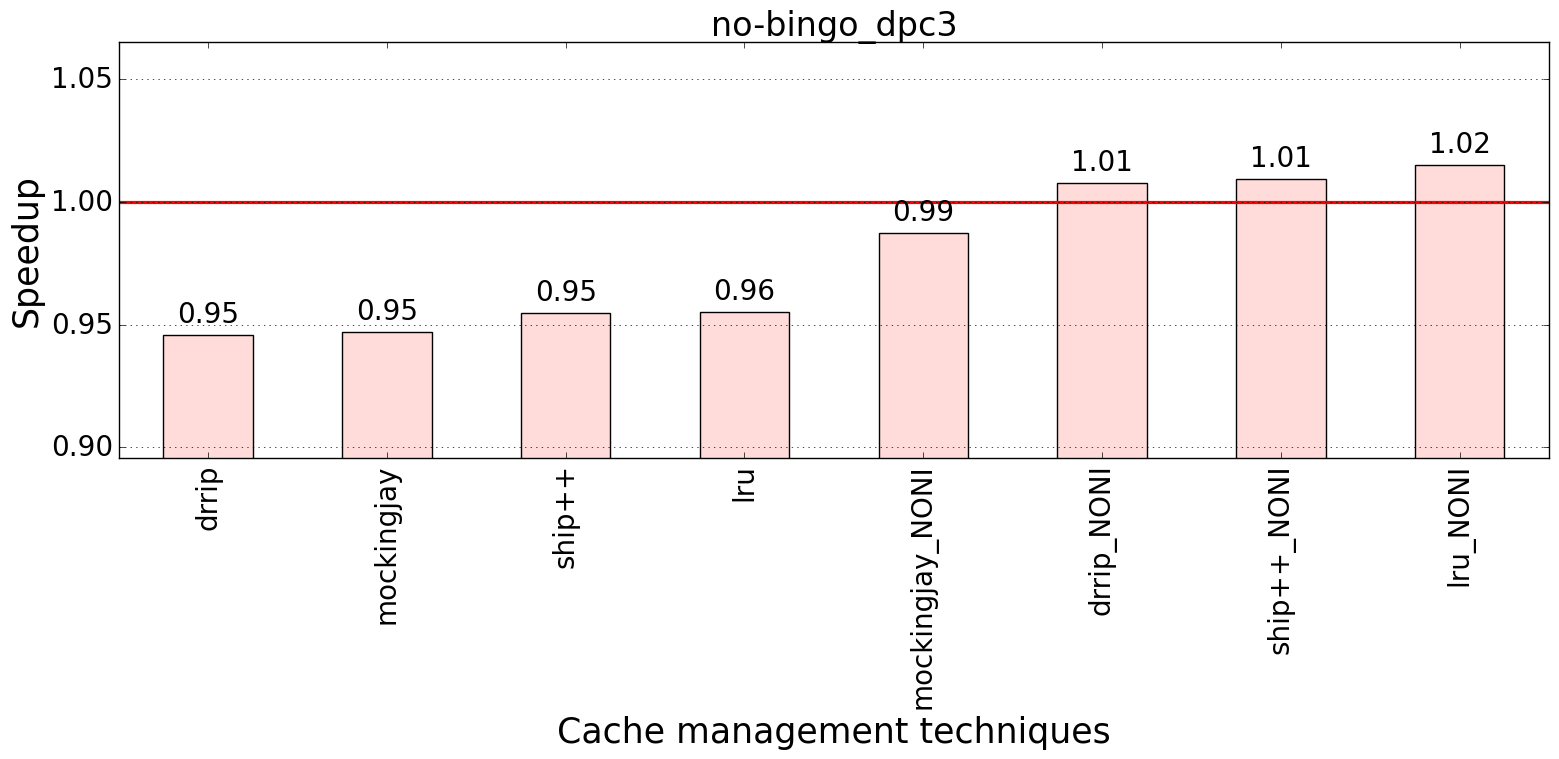 no-bingo_dpc3
Speedup
1.05
1.00
0.95
0.90
0.95
0.95
0.95
0.96
0.99
1.01
1.01
1.02
drrip
mockingjay
ship++
lru
mockingjay_NONI
drrip_NONI
ship++_NONI
lru_NONI
Cache management techniques